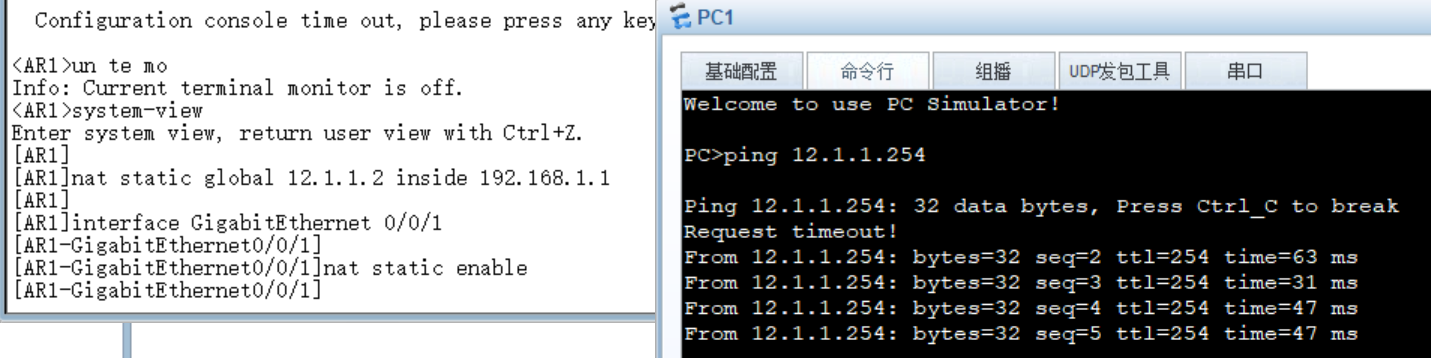 Configuration console time out, please press any key
<AR1>un te mo
Info: Current terminal monitor is off.
<AR1>system-view
Enter system view, return user view with Ctrl+Z.
[AR1]
[AR1]nat static global 12.1.1.2 inside 192.168.1.1
[AR1]
[AR1]interface GigabitEthernet 0/0/1
[AR1-GigabitEthernet0/0/1]
[AR1-GigabitEthernet0/0/1]nat static enable
[AR1-GigabitEthernet0/0/1]
PC1
基础配置 命令行 组播 UDP发包工具 串口
Welcome to use PC Simulator!
PC>ping 12.1.1.254
Ping 12.1.1.254: 32 data bytes, Press Ctrl_C to break
Request timeout!
From 12.1.1.254: bytes=32 seq=2 ttl=254 time=63 ms
From 12.1.1.254: bytes=32 seq=3 ttl=254 time=31 ms
From 12.1.1.254: bytes=32 seq=4 ttl=254 time=47 ms
From 12.1.1.254: bytes=32 seq=5 ttl=254 time=47 ms